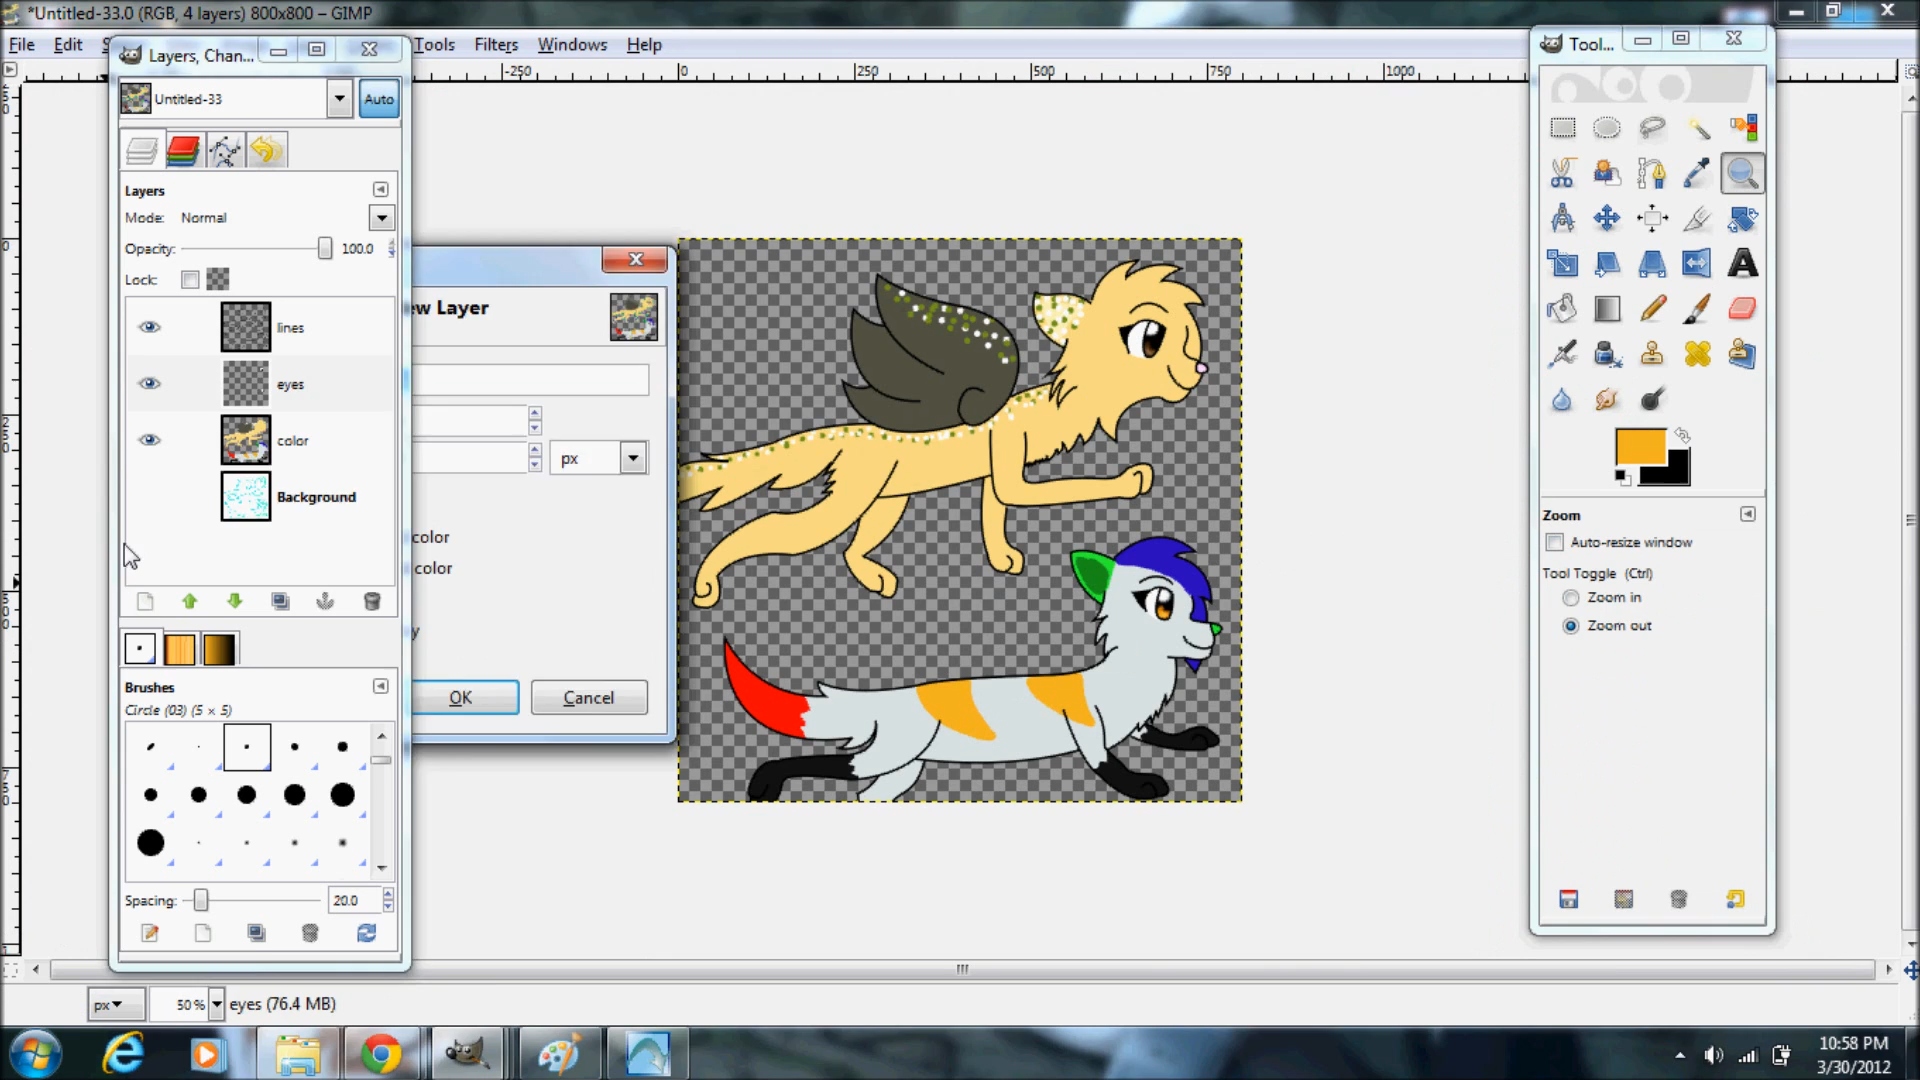 *Untitled-33.0 (RGB, 4 layers) 800x800 – GIMP
File Edit S Tools Filters Windows Help
Layers, Chan...
Tool...
-250 0 250 500 750 1000
Untitled-33 Auto
Layers
Mode: Normal
Opacity: 100.0
Lock:
lines
eyes
color
Background
ew Layer
px
color
color
y
OK Cancel
Brushes
Circle (03) (5 × 5)
Spacing: 20.0
Zoom
Auto-resize window
Tool Toggle (Ctrl)
Zoom in
Zoom out
px 50 % eyes (76.4 MB)
10:58 PM
3/30/2012